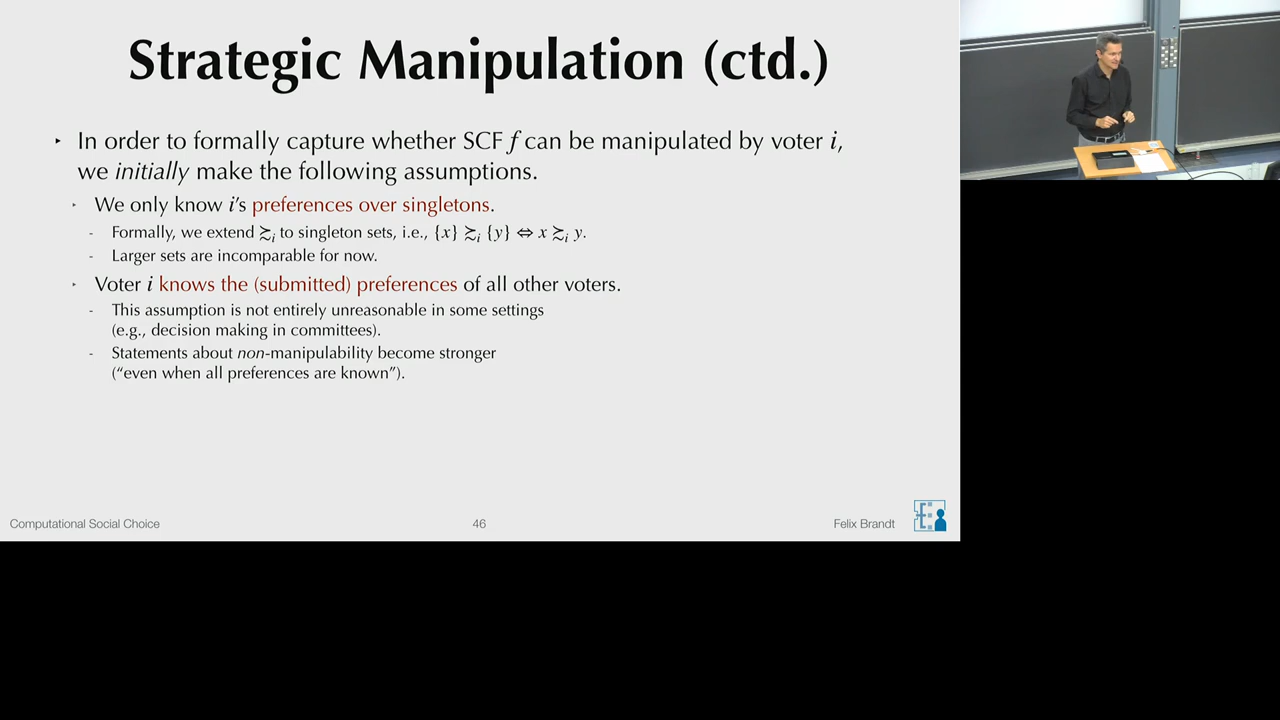 Strategic Manipulation (ctd.)
‣ In order to formally capture whether SCF f can be manipulated by voter i,
we initially make the following assumptions.
‣ We only know i's preferences over singletons.
- Formally, we extend ≿i to singleton sets, i.e., {x} ≿i {y} ⇔ x ≿i y.
- Larger sets are incomparable for now.
‣ Voter i knows the (submitted) preferences of all other voters.
- This assumption is not entirely unreasonable in some settings
(e.g., decision making in committees).
- Statements about non-manipulability become stronger
(“even when all preferences are known”).
Computational Social Choice
46
Felix Brandt